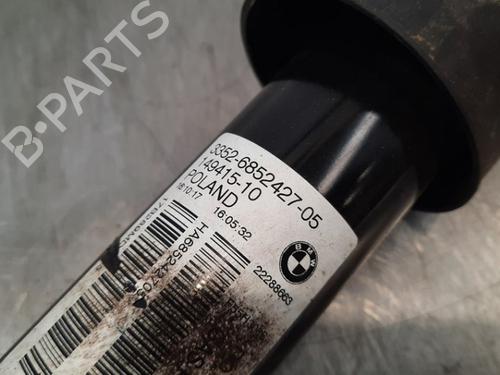 B-PARTS
3352-6852427-05
149415-10
POLAND
18.10.17 16:05:32
BMW
22288663